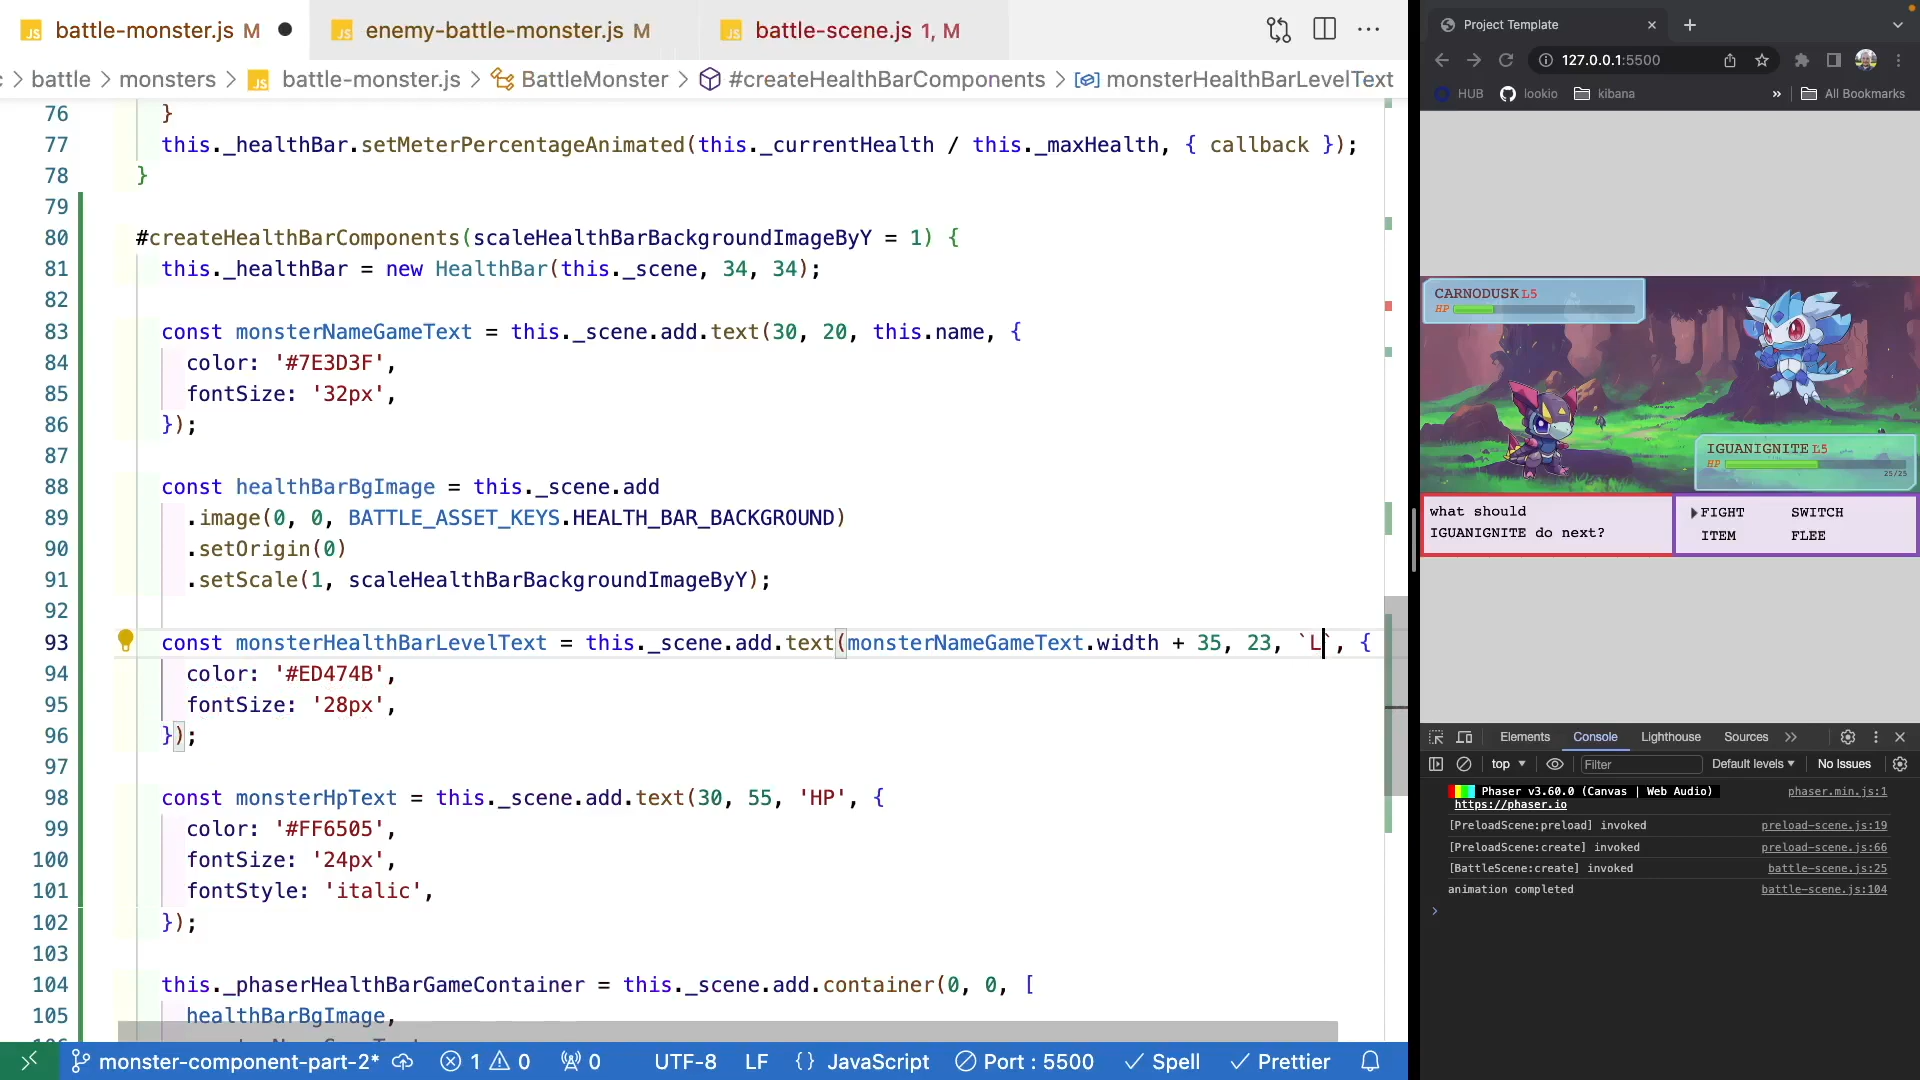 JS battle-monster.js M
JS enemy-battle-monster.js M
JS battle-scene.js 1, M
> battle > monsters > JS battle-monster.js > BattleMonster > #createHealthBarComponents > monsterHealthBarLevelText
76 }
77 this._healthBar.setMeterPercentageAnimated(this._currentHealth / this._maxHealth, { callback });
78 }
79
80 #createHealthBarComponents(scaleHealthBarBackgroundImageByY = 1) {
81 this._healthBar = new HealthBar(this._scene, 34, 34);
82
83 const monsterNameGameText = this._scene.add.text(30, 20, this.name, {
84 color: '#7E3D3F',
85 fontSize: '32px',
86 });
87
88 const healthBarBgImage = this._scene.add
89 .image(0, 0, BATTLE_ASSET_KEYS.HEALTH_BAR_BACKGROUND)
90 .setOrigin(0)
91 .setScale(1, scaleHealthBarBackgroundImageByY);
92
93 const monsterHealthBarLevelText = this._scene.add.text(monsterNameGameText.width + 35, 23, `L`, {
94 color: '#ED474B',
95 fontSize: '28px',
96 });
97
98 const monsterHpText = this._scene.add.text(30, 55, 'HP', {
99 color: '#FF6505',
100 fontSize: '24px',
101 fontStyle: 'italic',
102 });
103
104 this._phaserHealthBarGameContainer = this._scene.add.container(0, 0, [
105 healthBarBgImage,
monster-component-part-2* 1 0 0 UTF-8 LF {} JavaScript Port : 5500 Spell Prettier
Project Template
127.0.0.1:5500
HUB lookio kibana » All Bookmarks
CARNODUSK L5
HP
IGUANIGNITE L5
HP
25/25
what should
IGUANIGNITE do next?
FIGHT SWITCH
ITEM FLEE
Elements Console Lighthouse Sources »
top Filter Default levels No Issues
Phaser v3.60.0 (Canvas | Web Audio) phaser.min.js:1
https://phaser.io
[PreloadScene:preload] invoked preload-scene.js:19
[PreloadScene:create] invoked preload-scene.js:66
[BattleScene:create] invoked battle-scene.js:25
animation completed battle-scene.js:104